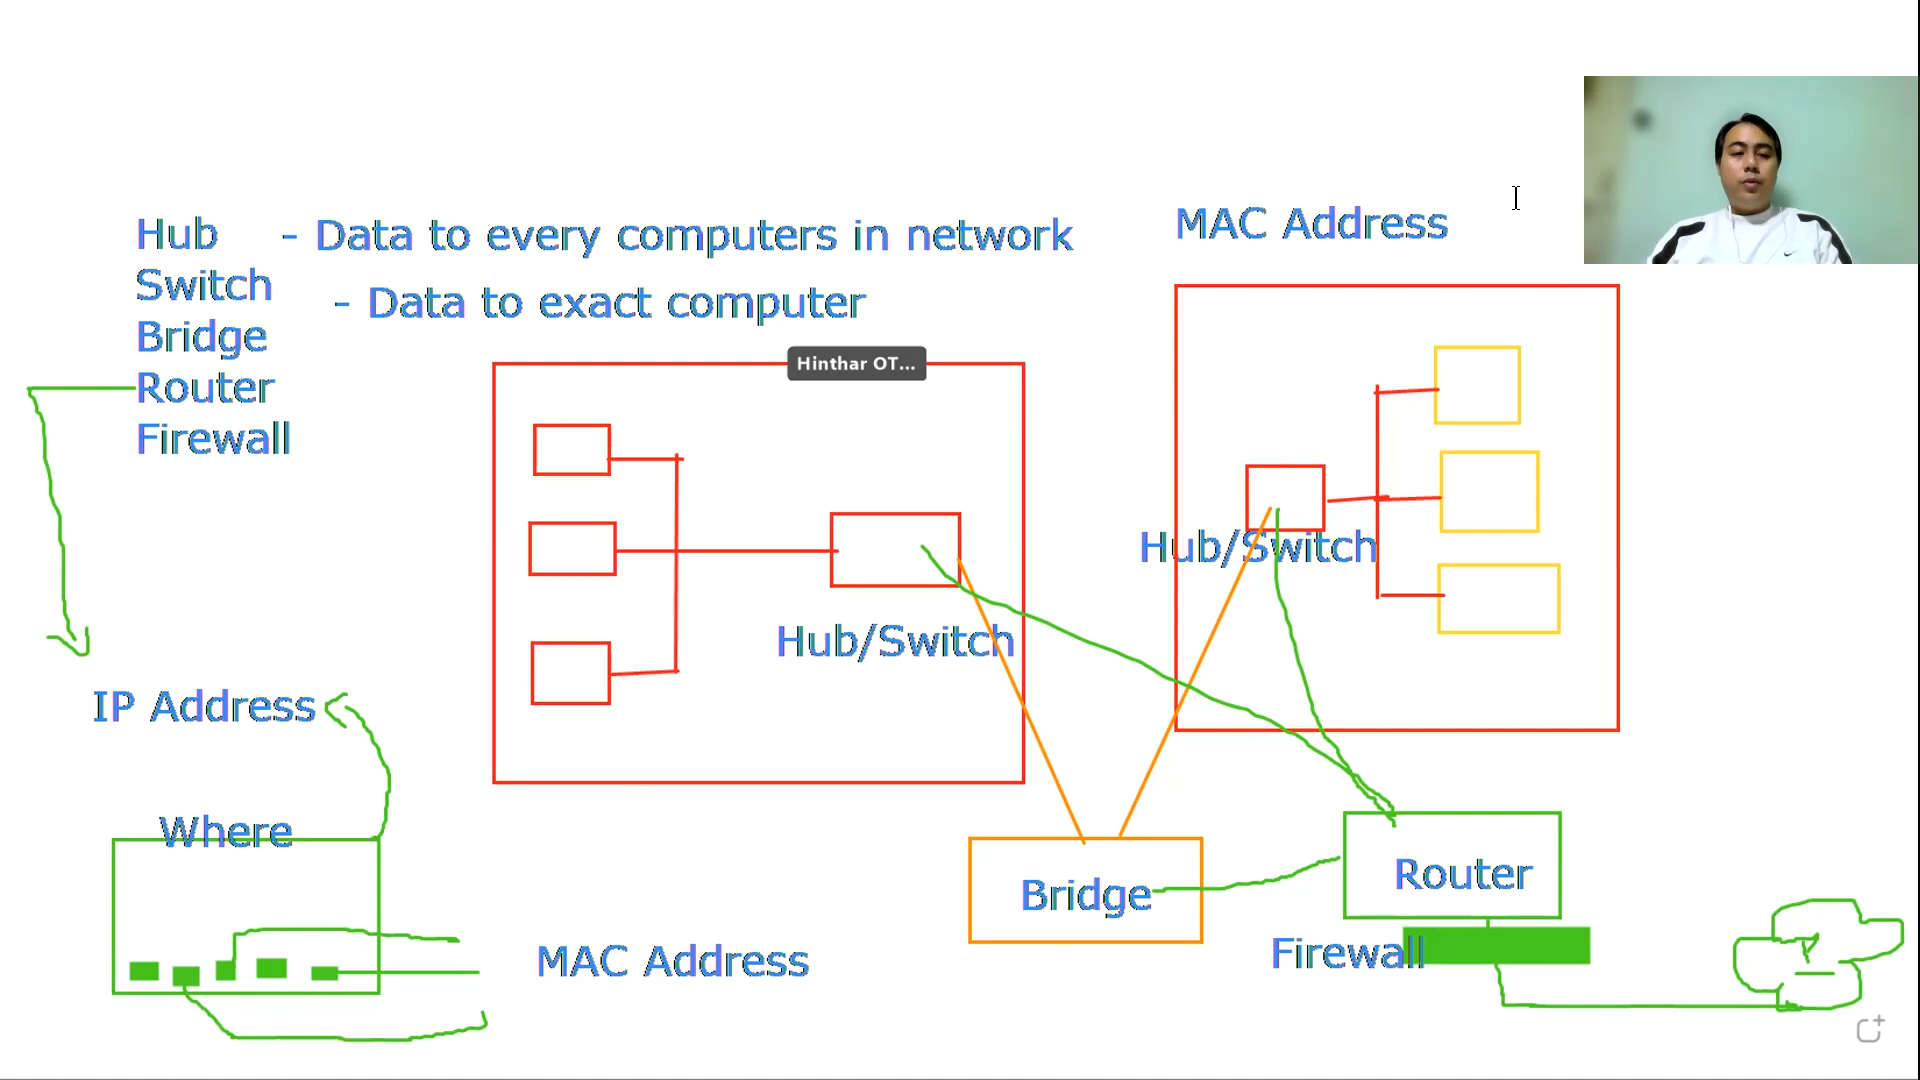 Hub - Data to every computers in network
Switch - Data to exact computer
Bridge
Router
Firewall
MAC Address
Hinthar OT...
Hub/Switch
Hub/Switch
IP Address
Where
Bridge
Router
MAC Address
Firewall